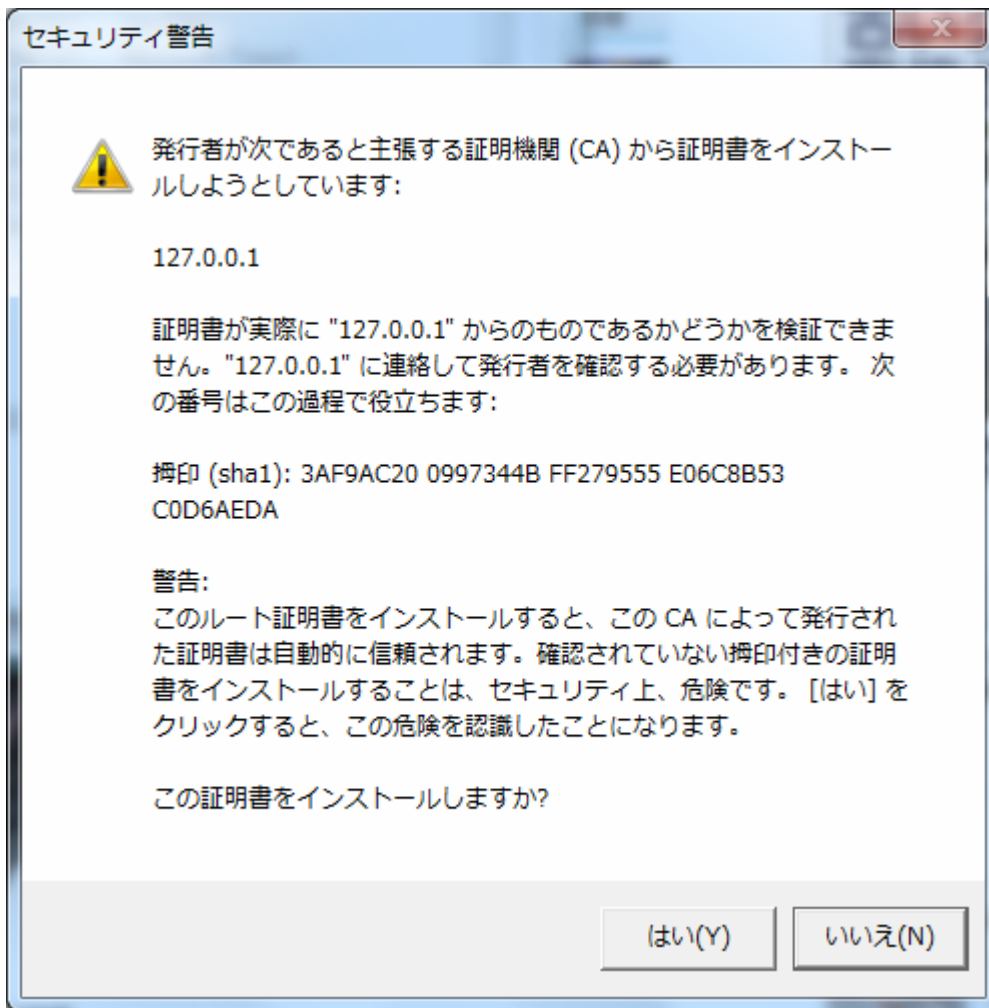 セキュリティ警告
発行者が次であると主張する証明機関 (CA) から証明書をインストー
ルしようとしています:
127.0.0.1
証明書が実際に "127.0.0.1" からのものであるかどうかを検証できま
せん。"127.0.0.1" に連絡して発行者を確認する必要があります。 次
の番号はこの過程で役立ちます:
拇印 (sha1): 3AF9AC20 0997344B FF279555 E06C8B53
C0D6AEDA
警告:
このルート証明書をインストールすると、この CA によって発行され
た証明書は自動的に信頼されます。確認されていない拇印付きの証明
書をインストールすることは、セキュリティ上、危険です。 [はい] を
クリックすると、この危険を認識したことになります。
この証明書をインストールしますか?
はい(Y)
いいえ(N)